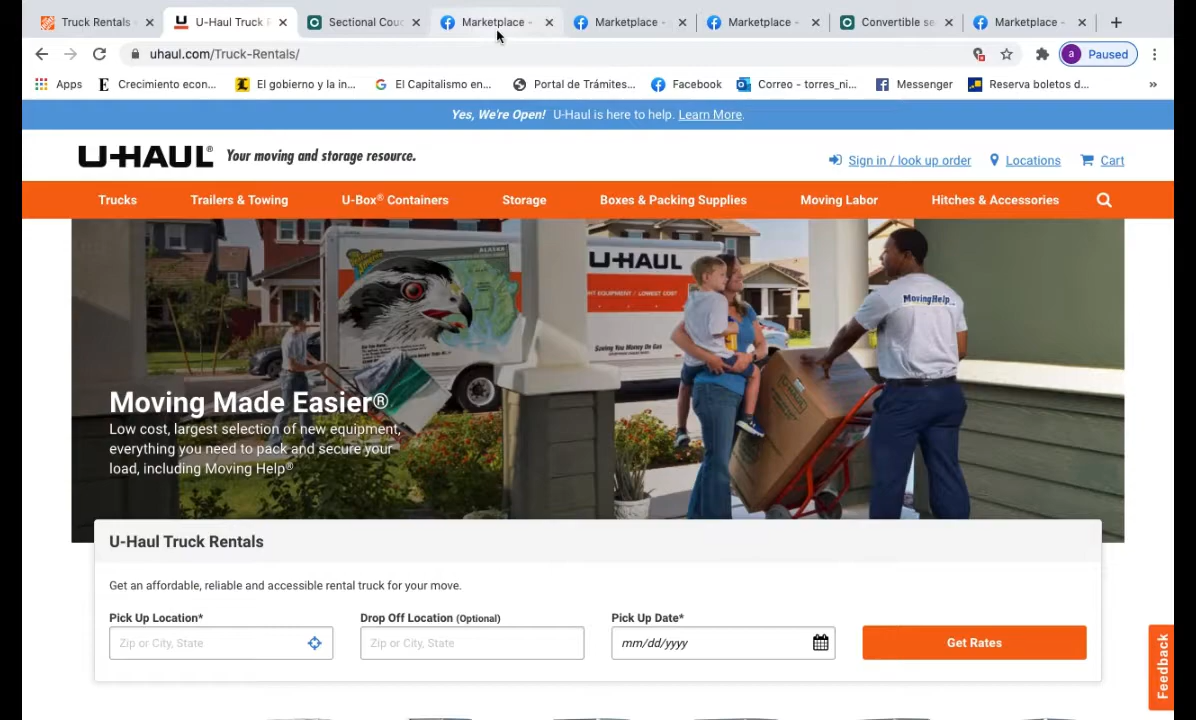 Truck Rentals
U-Haul Truck R
Sectional Couc
Marketplace -
Marketplace -
Marketplace -
Convertible se
Marketplace -
uhaul.com/Truck-Rentals/
a Paused
Apps
Crecimiento econ...
El gobierno y la in...
El Capitalismo en...
Portal de Trámites...
Facebook
Correo - torres_ni...
Messenger
Reserva boletos d...
»
Yes, We're Open! U-Haul is here to help. Learn More.
U-HAUL® Your moving and storage resource.
Sign in / look up order
Locations
Cart
Trucks
Trailers & Towing
U-Box® Containers
Storage
Boxes & Packing Supplies
Moving Labor
Hitches & Accessories
U-HAUL
MovingHelp
Saving You Money On Gas
Moving Made Easier®
Low cost, largest selection of new equipment,
everything you need to pack and secure your
load, including Moving Help®
U-Haul Truck Rentals
Get an affordable, reliable and accessible rental truck for your move.
Pick Up Location*
Drop Off Location (Optional)
Pick Up Date*
Zip or City, State
Zip or City, State
mm/dd/yyyy
Get Rates
Feedback